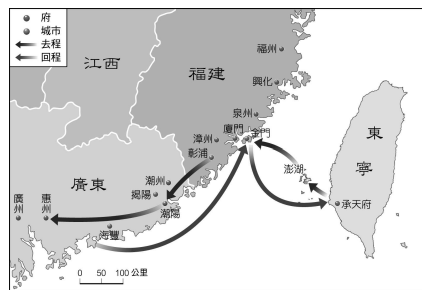 府
城市
去程
回程
江西
福建
福州
興化
泉州
廈門
金門
漳州
彰浦
東寧
澎湖
承天府
廣東
潮州
揭陽
潮陽
廣州
惠州
海豐
0 50 100 公里